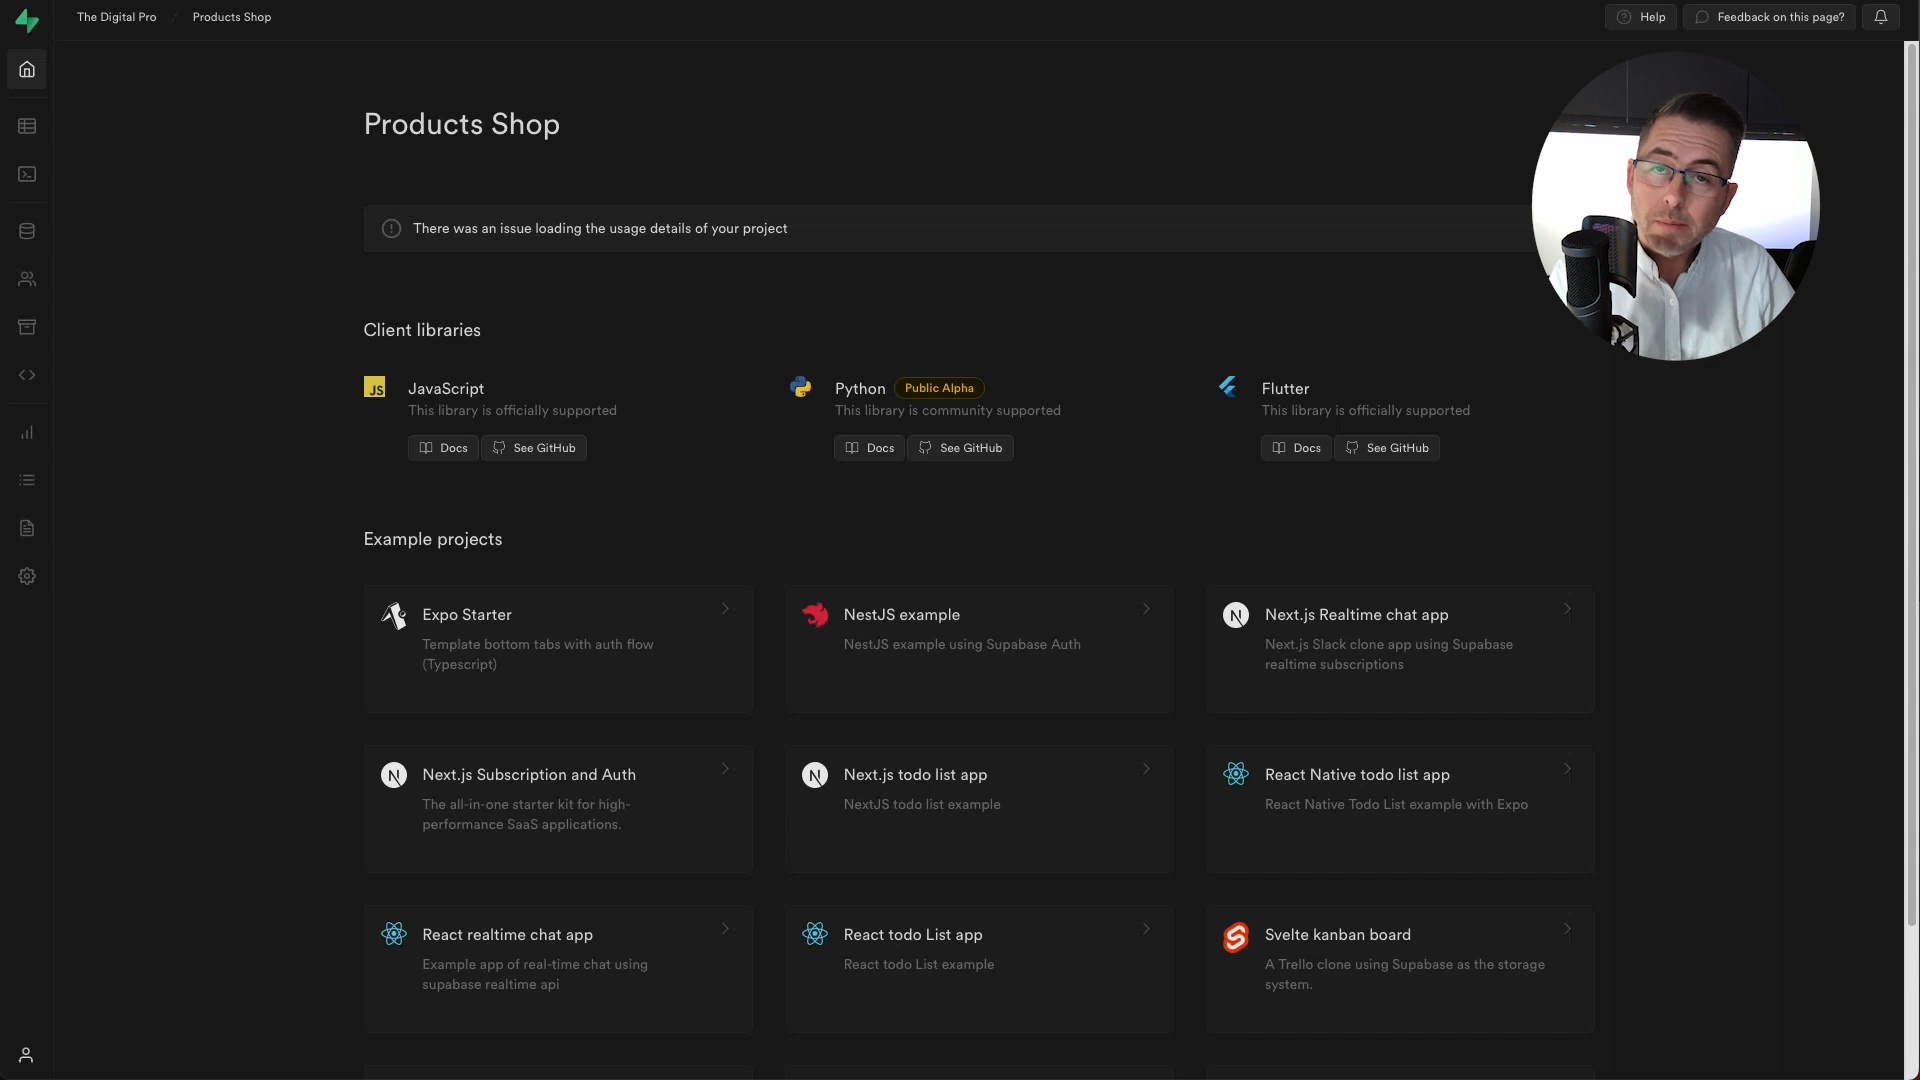 The Digital Pro
Products Shop
Help
Feedback on this page?
Products Shop
There was an issue loading the usage details of your project
Client libraries
JS
JavaScript
This library is officially supported
Docs
See GitHub
Python
Public Alpha
This library is community supported
Docs
See GitHub
Flutter
This library is officially supported
Docs
See GitHub
Example projects
Expo Starter
Template bottom tabs with auth flow
(Typescript)
NestJS example
NestJS example using Supabase Auth
N
Next.js Realtime chat app
Next.js Slack clone app using Supabase
realtime subscriptions
N
Next.js Subscription and Auth
The all-in-one starter kit for high-
performance SaaS applications.
N
Next.js todo list app
NextJS todo list example
React Native todo list app
React Native Todo List example with Expo
React realtime chat app
Example app of real-time chat using
supabase realtime api
React todo List app
React todo List example
Svelte kanban board
A Trello clone using Supabase as the storage
system.